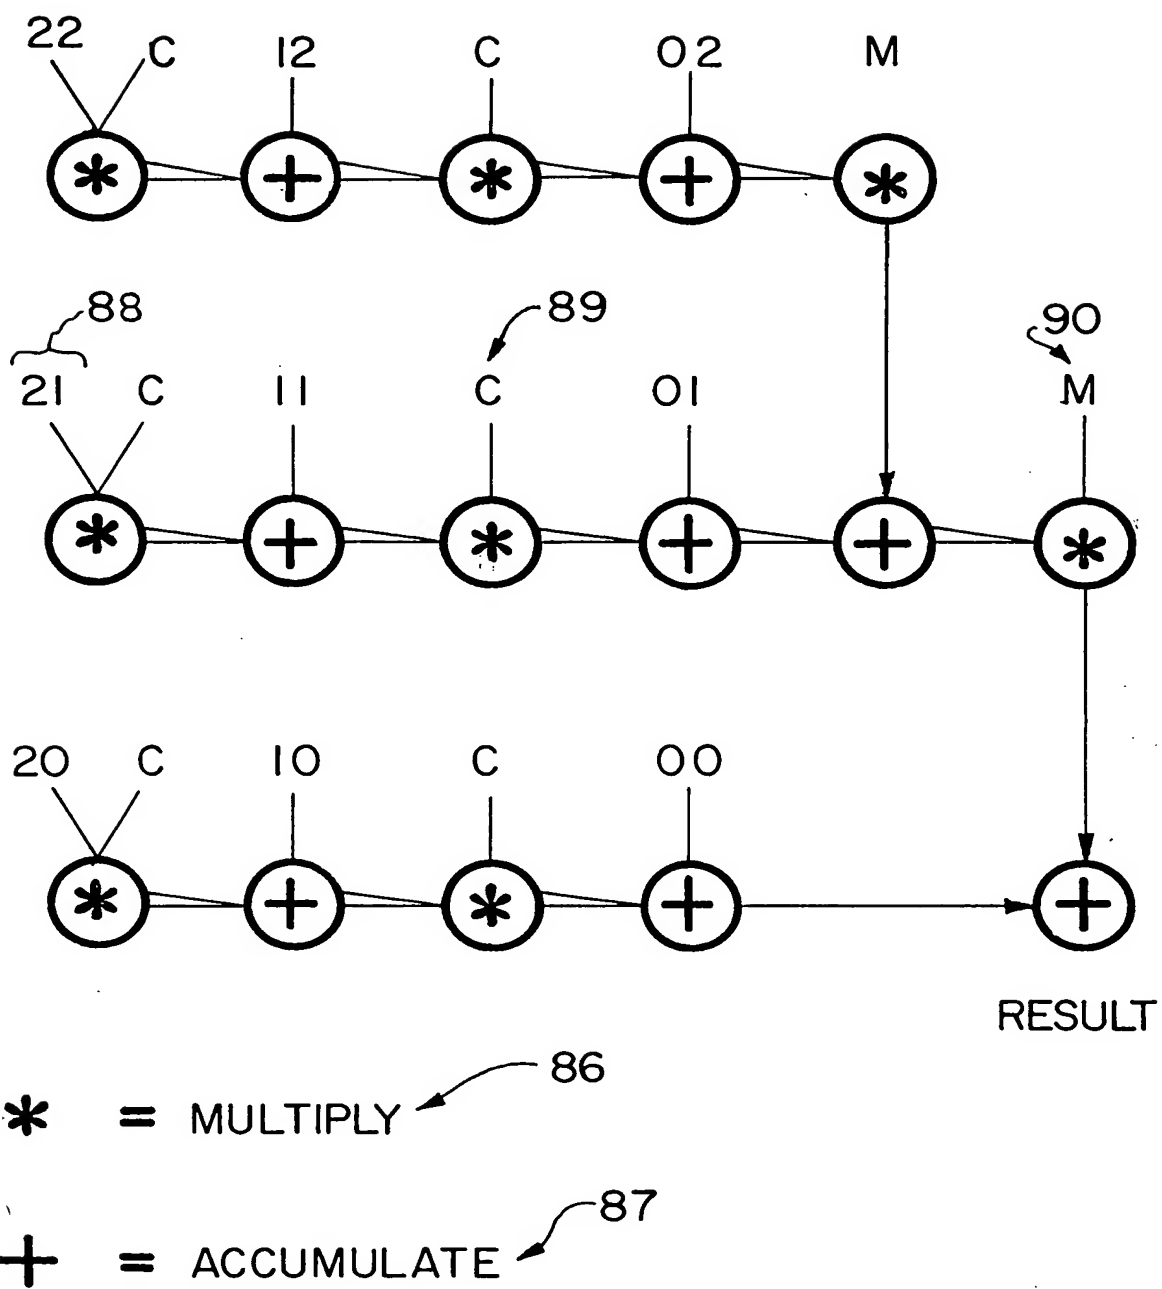 22 C 12 C 02 M
* + * + *
88 89 90
21 C 11 C 01 M
* + * + + *
20 C 10 C 00
* + * + +
RESULT
86
* = MULTIPLY
87
+ = ACCUMULATE